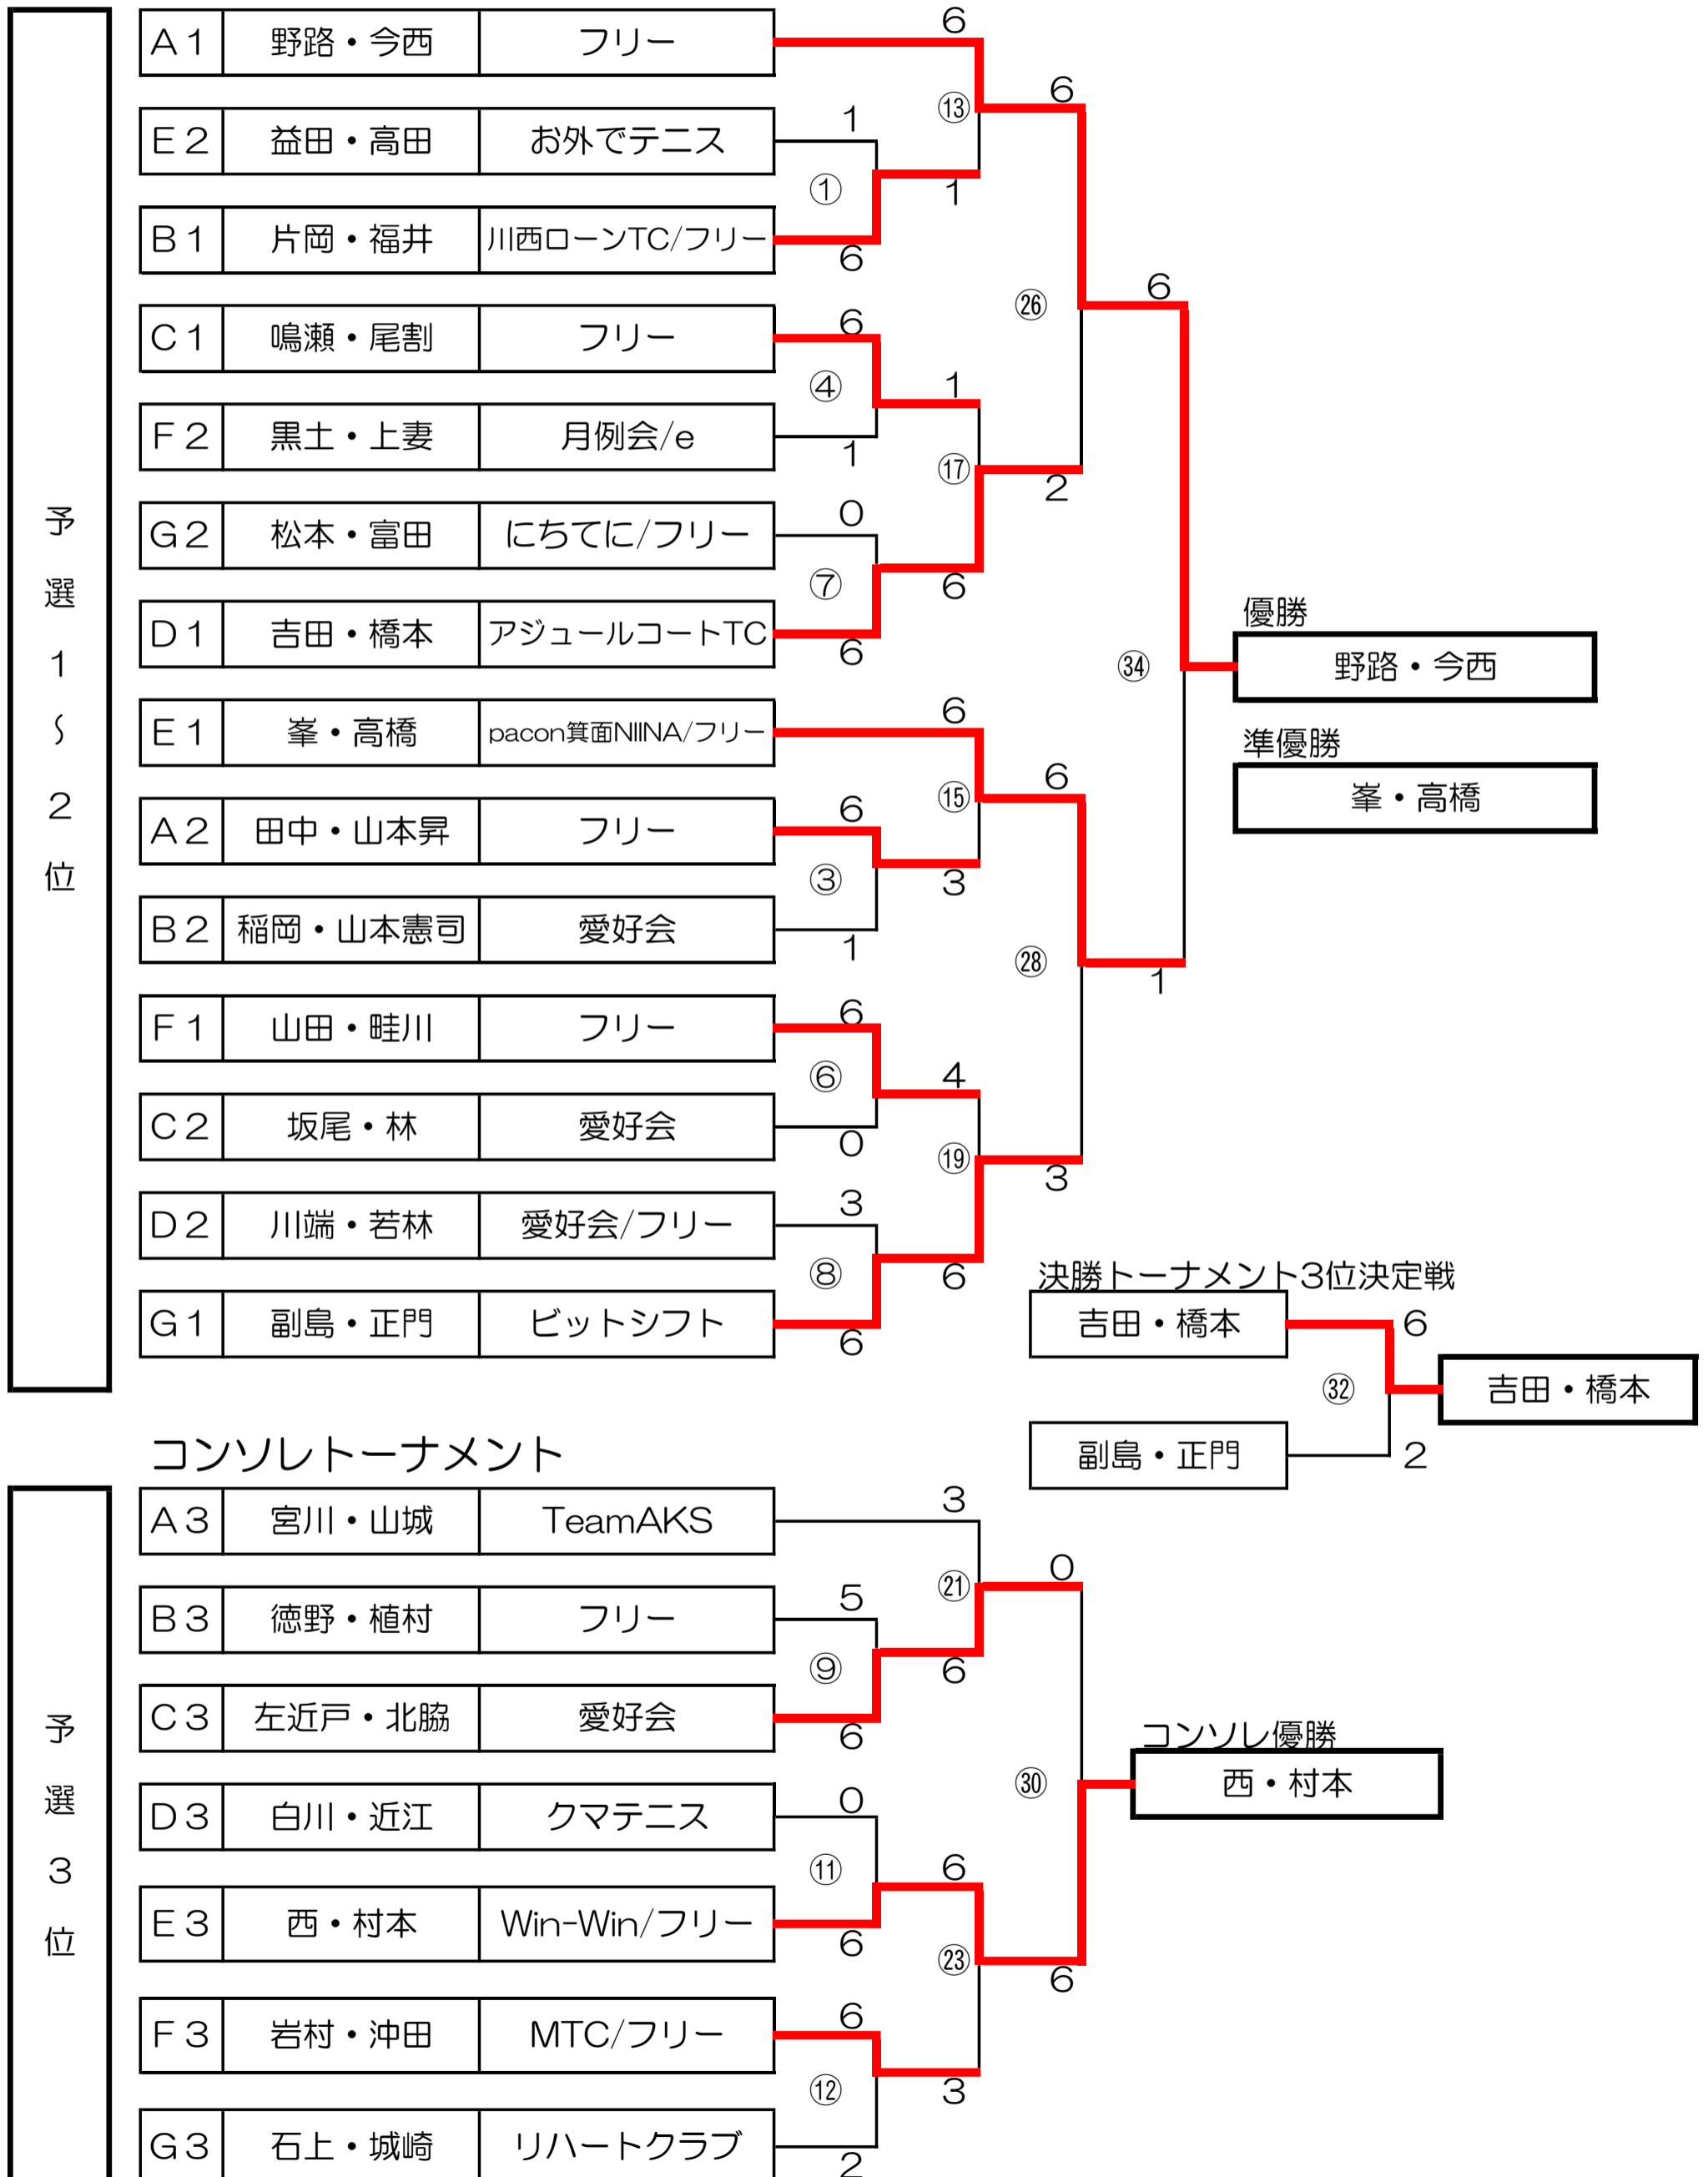 予選1～2位
A1 野路・今西 フリー
6
6
⑬
E2 益田・高田 お外でテニス
1
①
1
B1 片岡・福井 川西ローンTC/フリー
6
㉖
6
C1 鳴瀬・尾割 フリー
6
④
1
F2 黒土・上妻 月例会/e
1
⑰
2
G2 松本・富田 にちてに/フリー
0
⑦
6
D1 吉田・橋本 アジュールコートTC
6
㉞
優勝
野路・今西
E1 峯・高橋 pacon箕面NIINA/フリー
6
準優勝
峯・高橋
⑮
6
A2 田中・山本昇 フリー
6
③
3
B2 稲岡・山本憲司 愛好会
1
㉘
1
F1 山田・畦川 フリー
6
⑥
4
C2 坂尾・林 愛好会
0
⑲
3
D2 川端・若林 愛好会/フリー
3
⑧
6
G1 副島・正門 ビットシフト
6
決勝トーナメント3位決定戦
吉田・橋本
6
㉜
吉田・橋本
副島・正門
2
コンソレトーナメント
予選3位
A3 宮川・山城 TeamAKS
3
㉑
0
B3 徳野・植村 フリー
5
⑨
6
C3 左近戸・北脇 愛好会
6
㉚
コンソレ優勝
西・村本
D3 白川・近江 クマテニス
0
⑪
6
E3 西・村本 Win-Win/フリー
6
㉓
6
F3 岩村・沖田 MTC/フリー
6
⑫
3
G3 石上・城崎 リハートクラブ
2